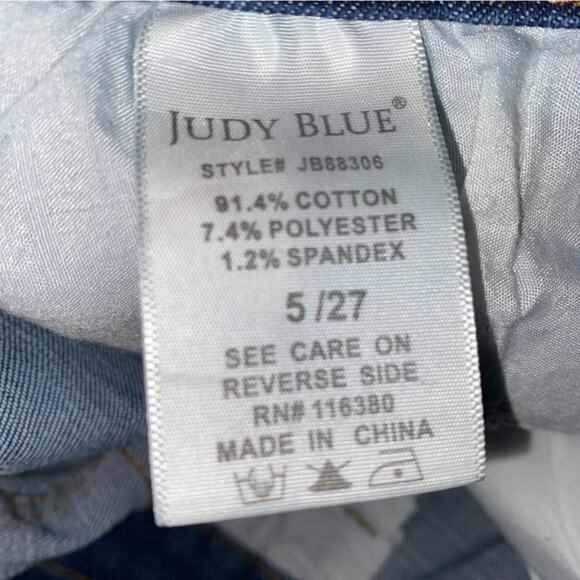 JUDY BLUE®
STYLE# JB88306
91.4% COTTON
7.4% POLYESTER
1.2% SPANDEX
5 /27
SEE CARE ON
REVERSE SIDE
RN# 116380
MADE IN CHINA